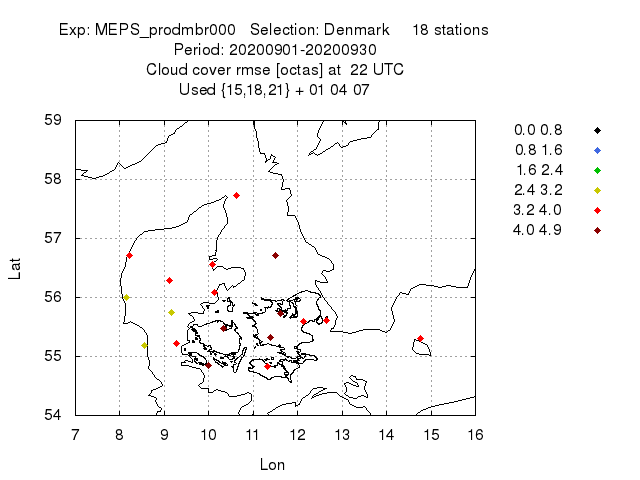 Exp: MEPS_prodmbr000   Selection: Denmark     18 stations
Period: 20200901-20200930
Cloud cover rmse [octas] at  22 UTC
Used {15,18,21} + 01 04 07
59
58
57
56
55
54
Lat
7 8 9 10 11 12 13 14 15 16
Lon
0.0 0.8
0.8 1.6
1.6 2.4
2.4 3.2
3.2 4.0
4.0 4.9